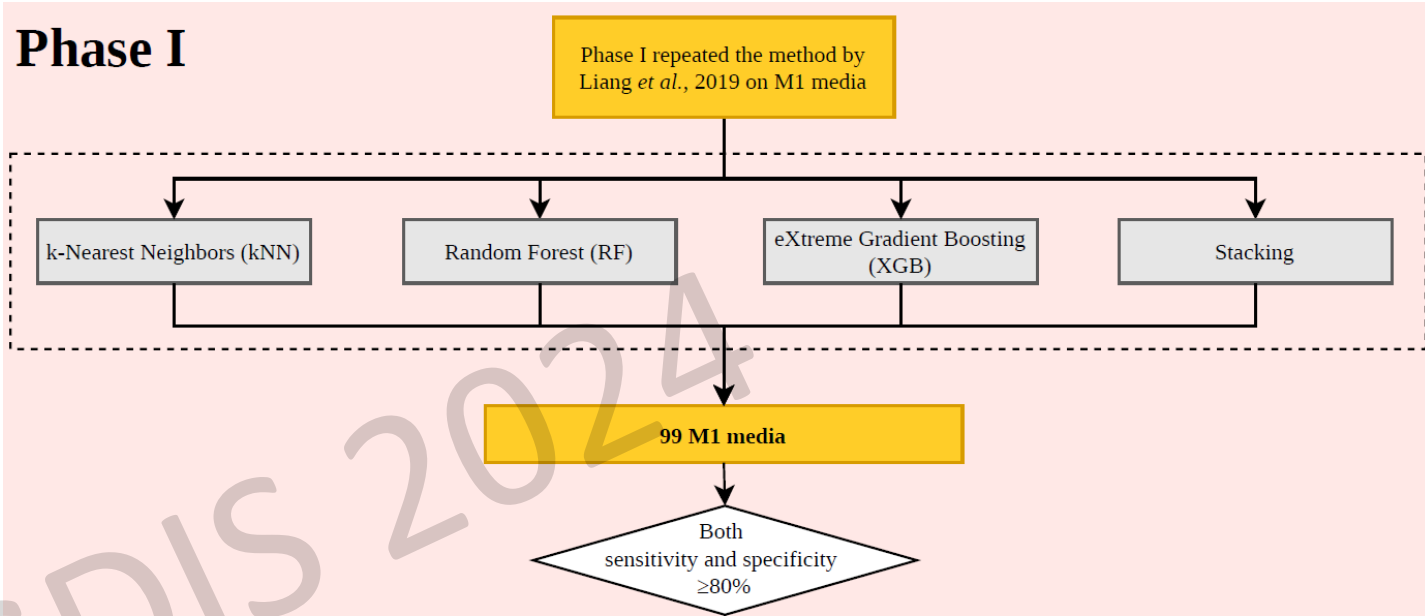 Phase I
Phase I repeated the method by
Liang et al., 2019 on M1 media
k-Nearest Neighbors (kNN)
Random Forest (RF)
eXtreme Gradient Boosting
(XGB)
Stacking
99 M1 media
Both
sensitivity and specificity
≥80%
DIS 2024